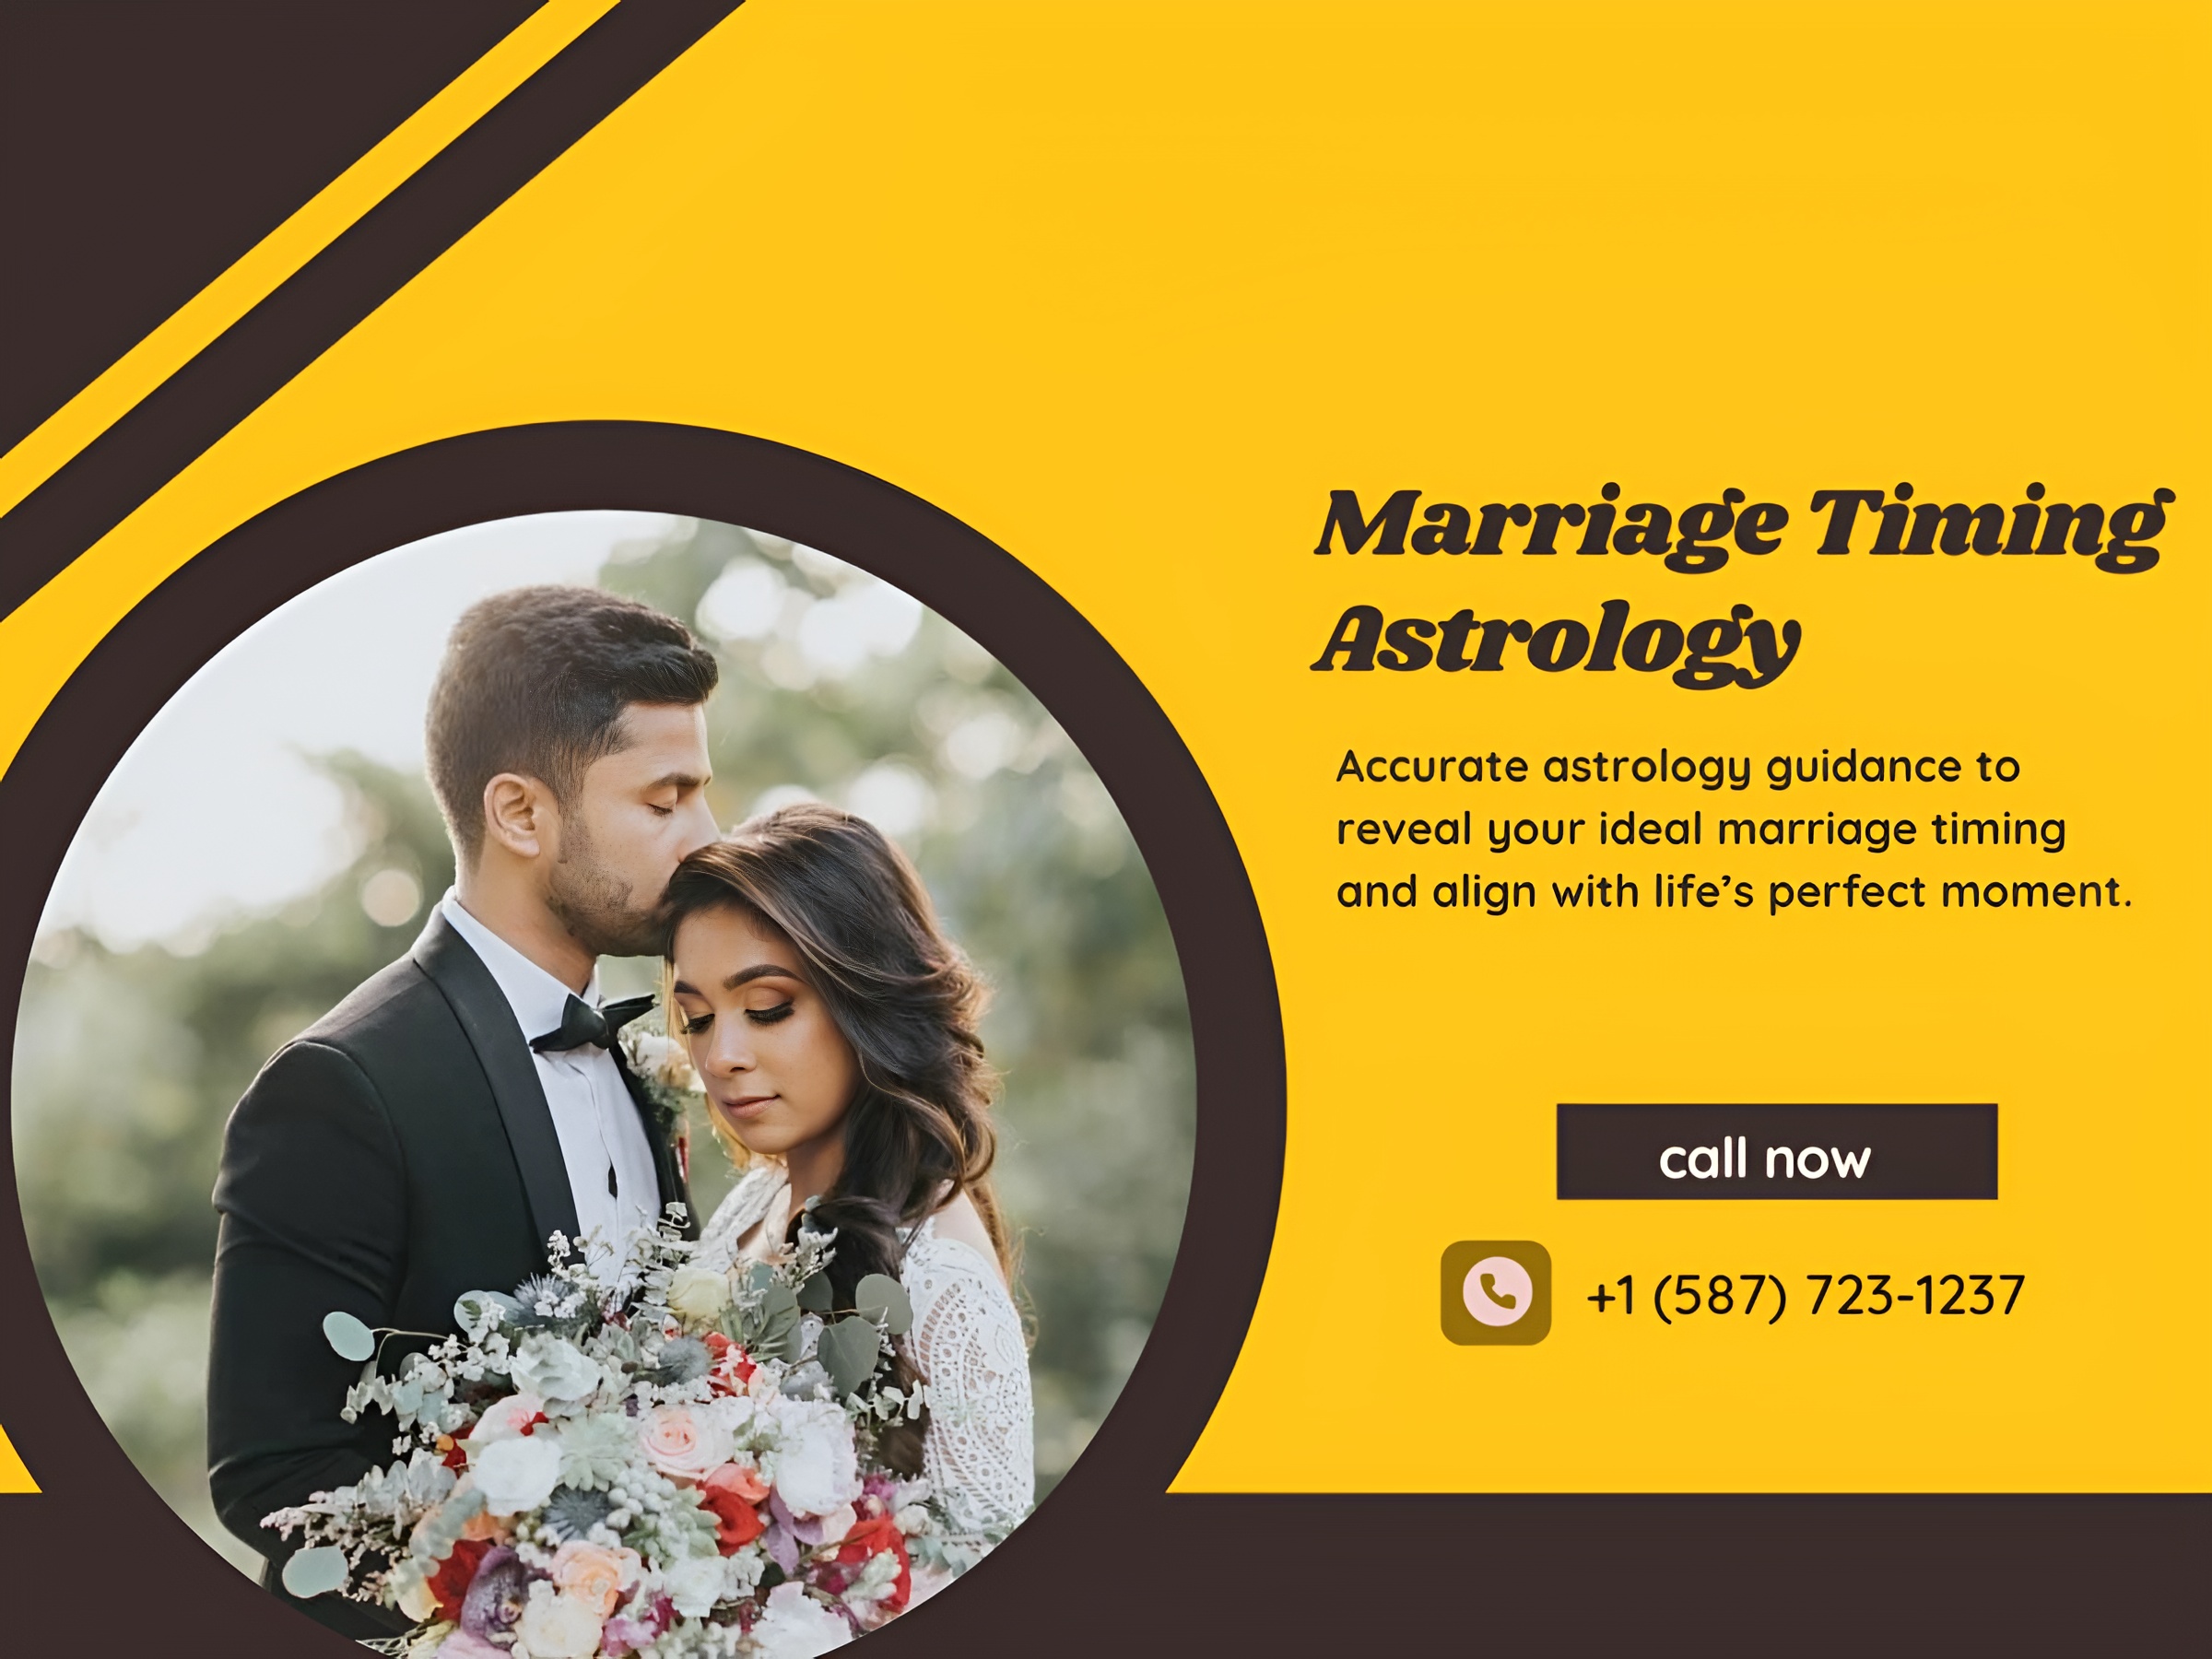 Marriage Timing
Astrology
Accurate astrology guidance to
reveal your ideal marriage timing
and align with life’s perfect moment.
call now
+1 (587) 723-1237